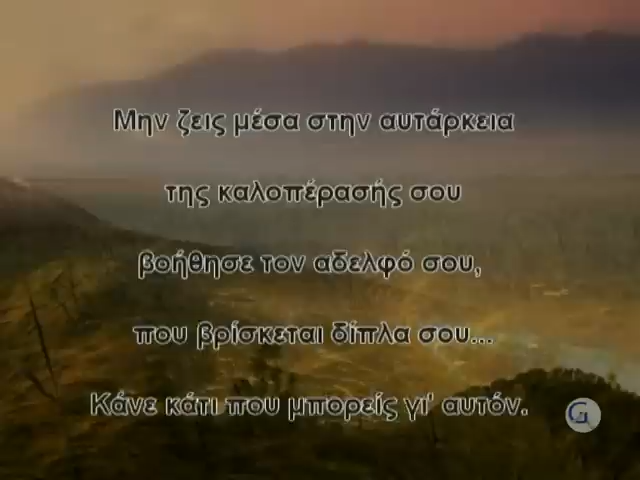 Μην ζεις μέσα στην αυτάρκεια
της καλοπέρασής σου
βοήθησε τον αδελφό σου,
που βρίσκεται δίπλα σου...
Κάνε κάτι που μπορείς γι' αυτόν.